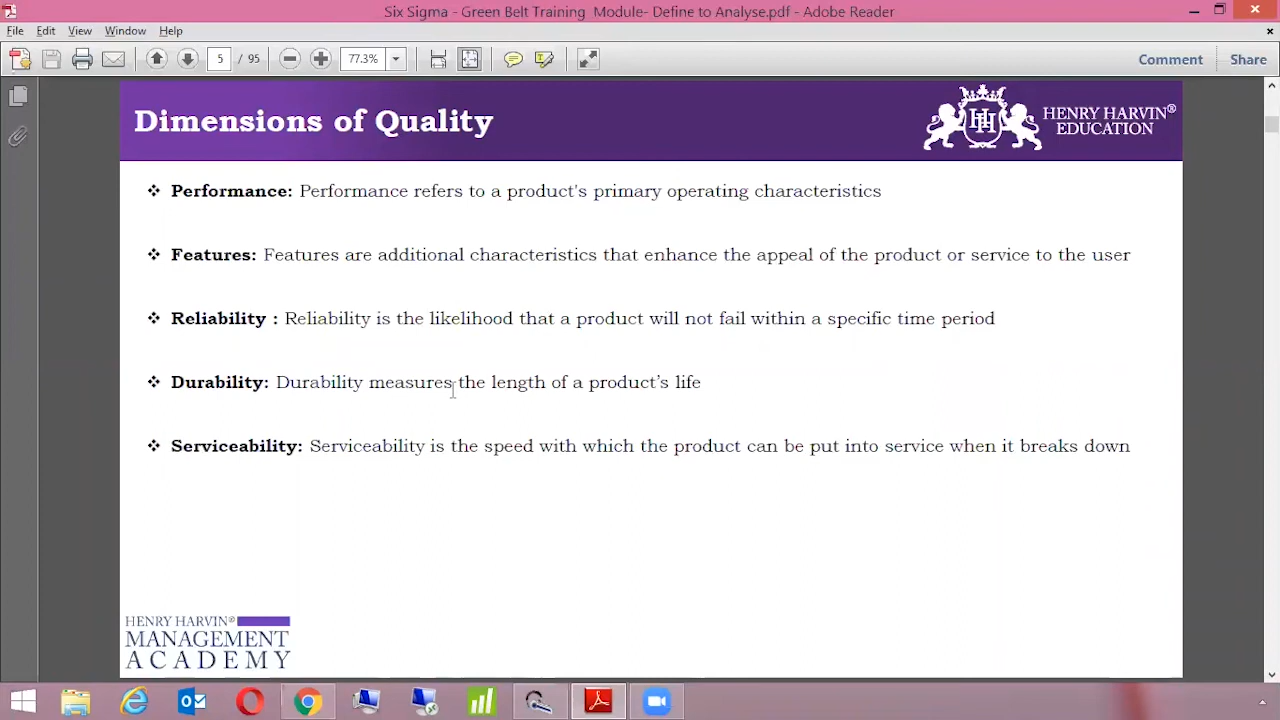 Six Sigma - Green Belt Training Module- Define to Analyse.pdf - Adobe Reader
File Edit View Window Help
5 / 95 77.3% Comment Share
Dimensions of Quality
HENRY HARVIN®
EDUCATION
❖ Performance: Performance refers to a product's primary operating characteristics
❖ Features: Features are additional characteristics that enhance the appeal of the product or service to the user
❖ Reliability : Reliability is the likelihood that a product will not fail within a specific time period
❖ Durability: Durability measures the length of a product’s life
❖ Serviceability: Serviceability is the speed with which the product can be put into service when it breaks down
HENRY HARVIN®
MANAGEMENT
ACADEMY